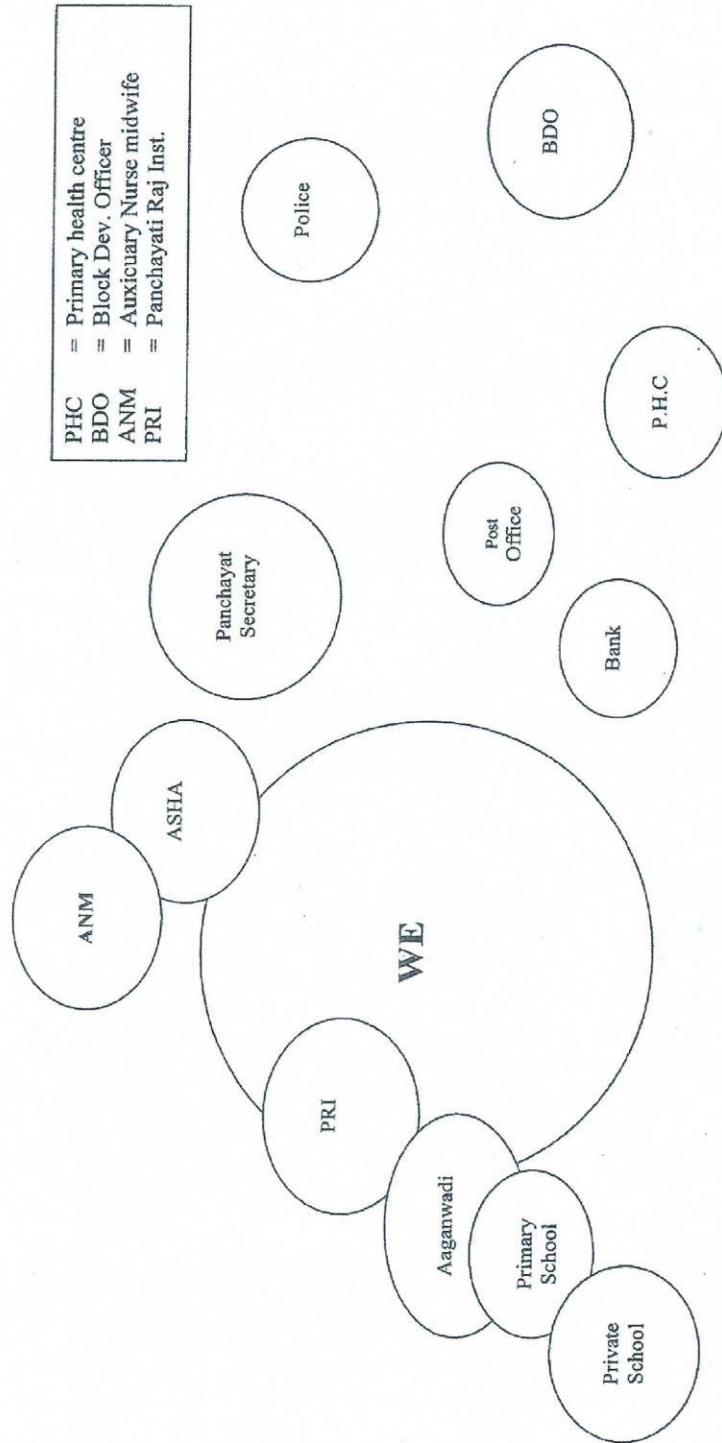 PHC = Primary health centre
BDO = Block Dev. Officer
ANM = Auxicuary Nurse midwife
PRI = Panchayati Raj Inst.
ANM
ASHA
Panchayat
Secretary
Police
PRI
WE
Aaganwadi
Primary
School
Private
School
Post
Office
Bank
P.H.C
BDO